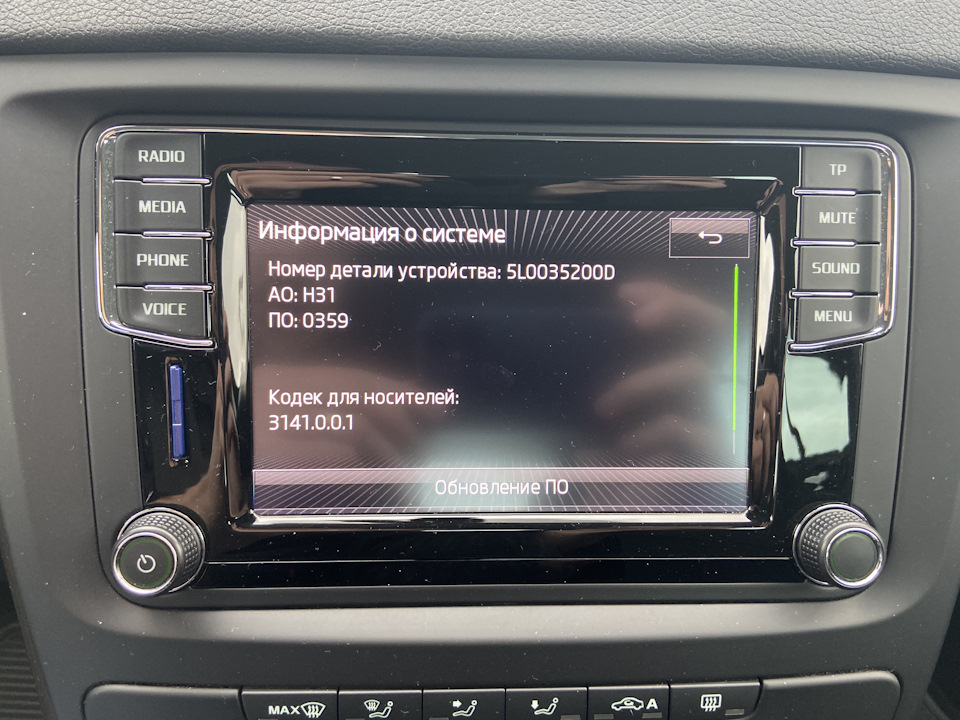 RADIO
MEDIA
PHONE
VOICE
TP
MUTE
SOUND
MENU
Информация о системе
Номер детали устройства: 5L0035200D
АО: H31
ПО: 0359
Кодек для носителей:
3141.0.0.1
Обновление ПО
MAX
A